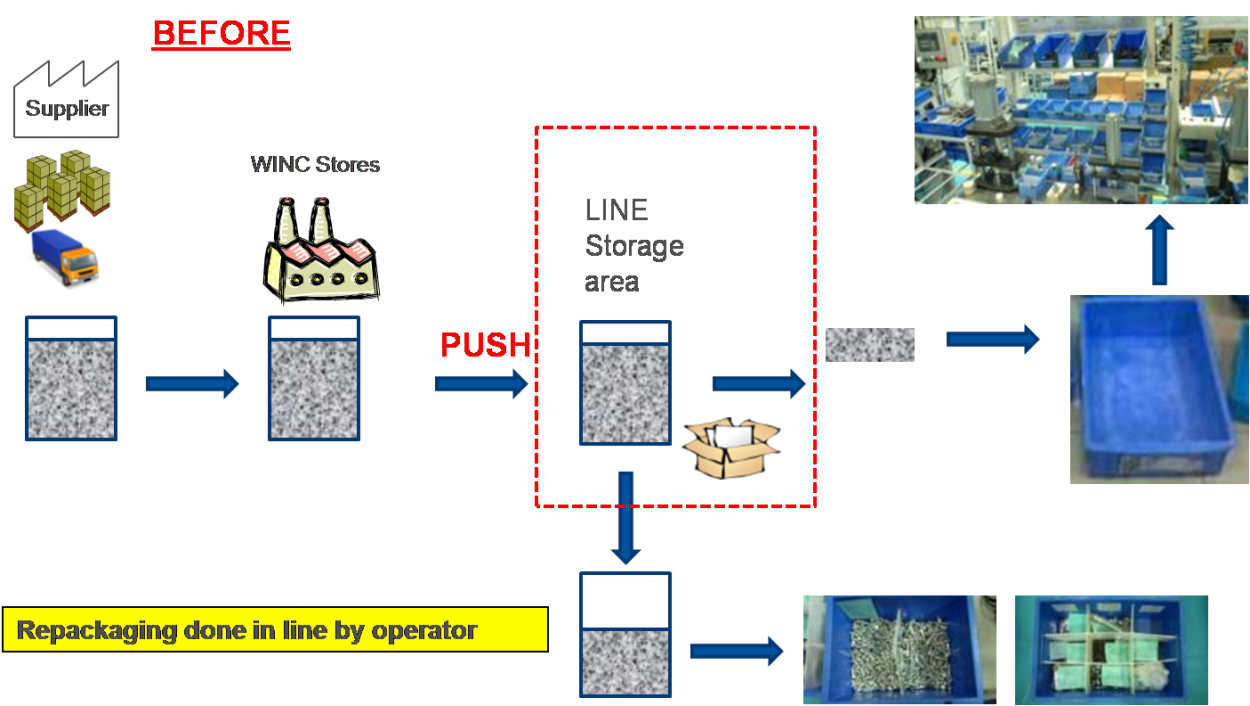 BEFORE
Supplier
WINC Stores
LINE
Storage
area
PUSH
Repackaging done in line by operator